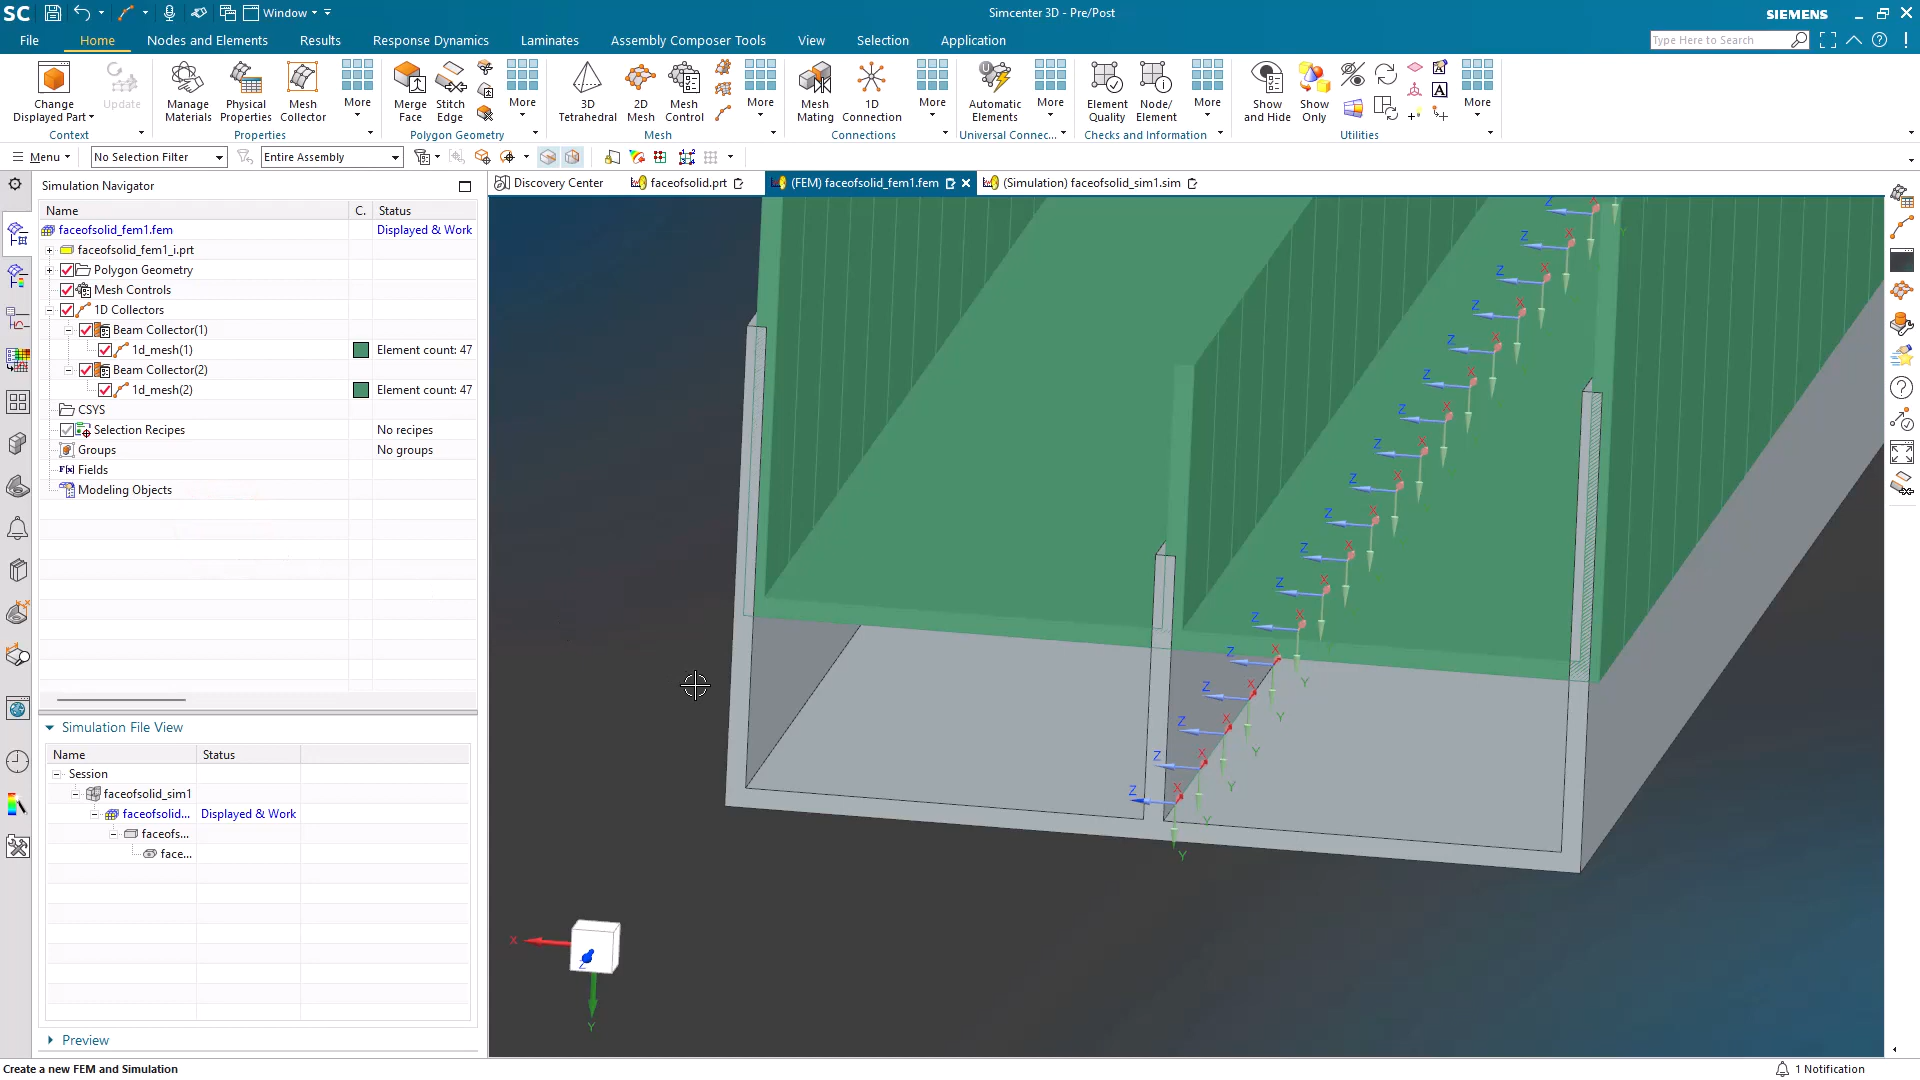 SC
Window
Simcenter 3D - Pre/Post
SIEMENS
File
Home
Nodes and Elements
Results
Response Dynamics
Laminates
Assembly Composer Tools
View
Selection
Application
Type Here to Search
Change
Displayed Part
Update
Context
Manage
Materials
Physical
Properties
Mesh
Collector
More
Properties
Merge
Face
Stitch
Edge
More
Polygon Geometry
3D
Tetrahedral
2D
Mesh
Mesh
Control
More
Mesh
Mesh
Mating
1D
Connection
More
Connections
Automatic
Elements
More
Universal Connec...
Element
Quality
Node/
Element
More
Checks and Information
Show
and Hide
Show
Only
More
Utilities
Menu
No Selection Filter
Entire Assembly
Simulation Navigator
Discovery Center
faceofsolid.prt
(FEM) faceofsolid_fem1.fem
(Simulation) faceofsolid_sim1.sim
Name C. Status
faceofsolid_fem1.fem Displayed & Work
faceofsolid_fem1_i.prt
Polygon Geometry
Mesh Controls
1D Collectors
Beam Collector(1)
1d_mesh(1) Element count: 47
Beam Collector(2)
1d_mesh(2) Element count: 47
CSYS
Selection Recipes No recipes
Groups No groups
Fields
Modeling Objects
Simulation File View
Name Status
Session
faceofsolid_sim1
faceofsolid... Displayed & Work
faceofs...
face...
Preview
X
Z
Y
Create a new FEM and Simulation
1 Notification